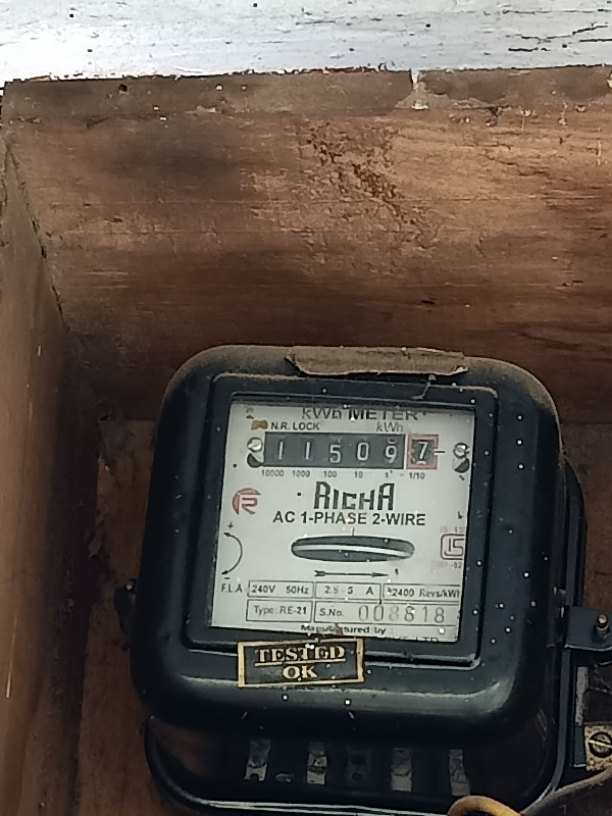 kWh METER
N.R. LOCK kWh
1 1 5 0 9 7
10000 1000 100 10 1 1/10
RICHA
AC 1-PHASE 2-WIRE
F.L.A 240V 50Hz 2.5-5 A 2400 Revs/kWh
Type: RE-21 S.No. 008618
Manufactured by
TESTED
OK